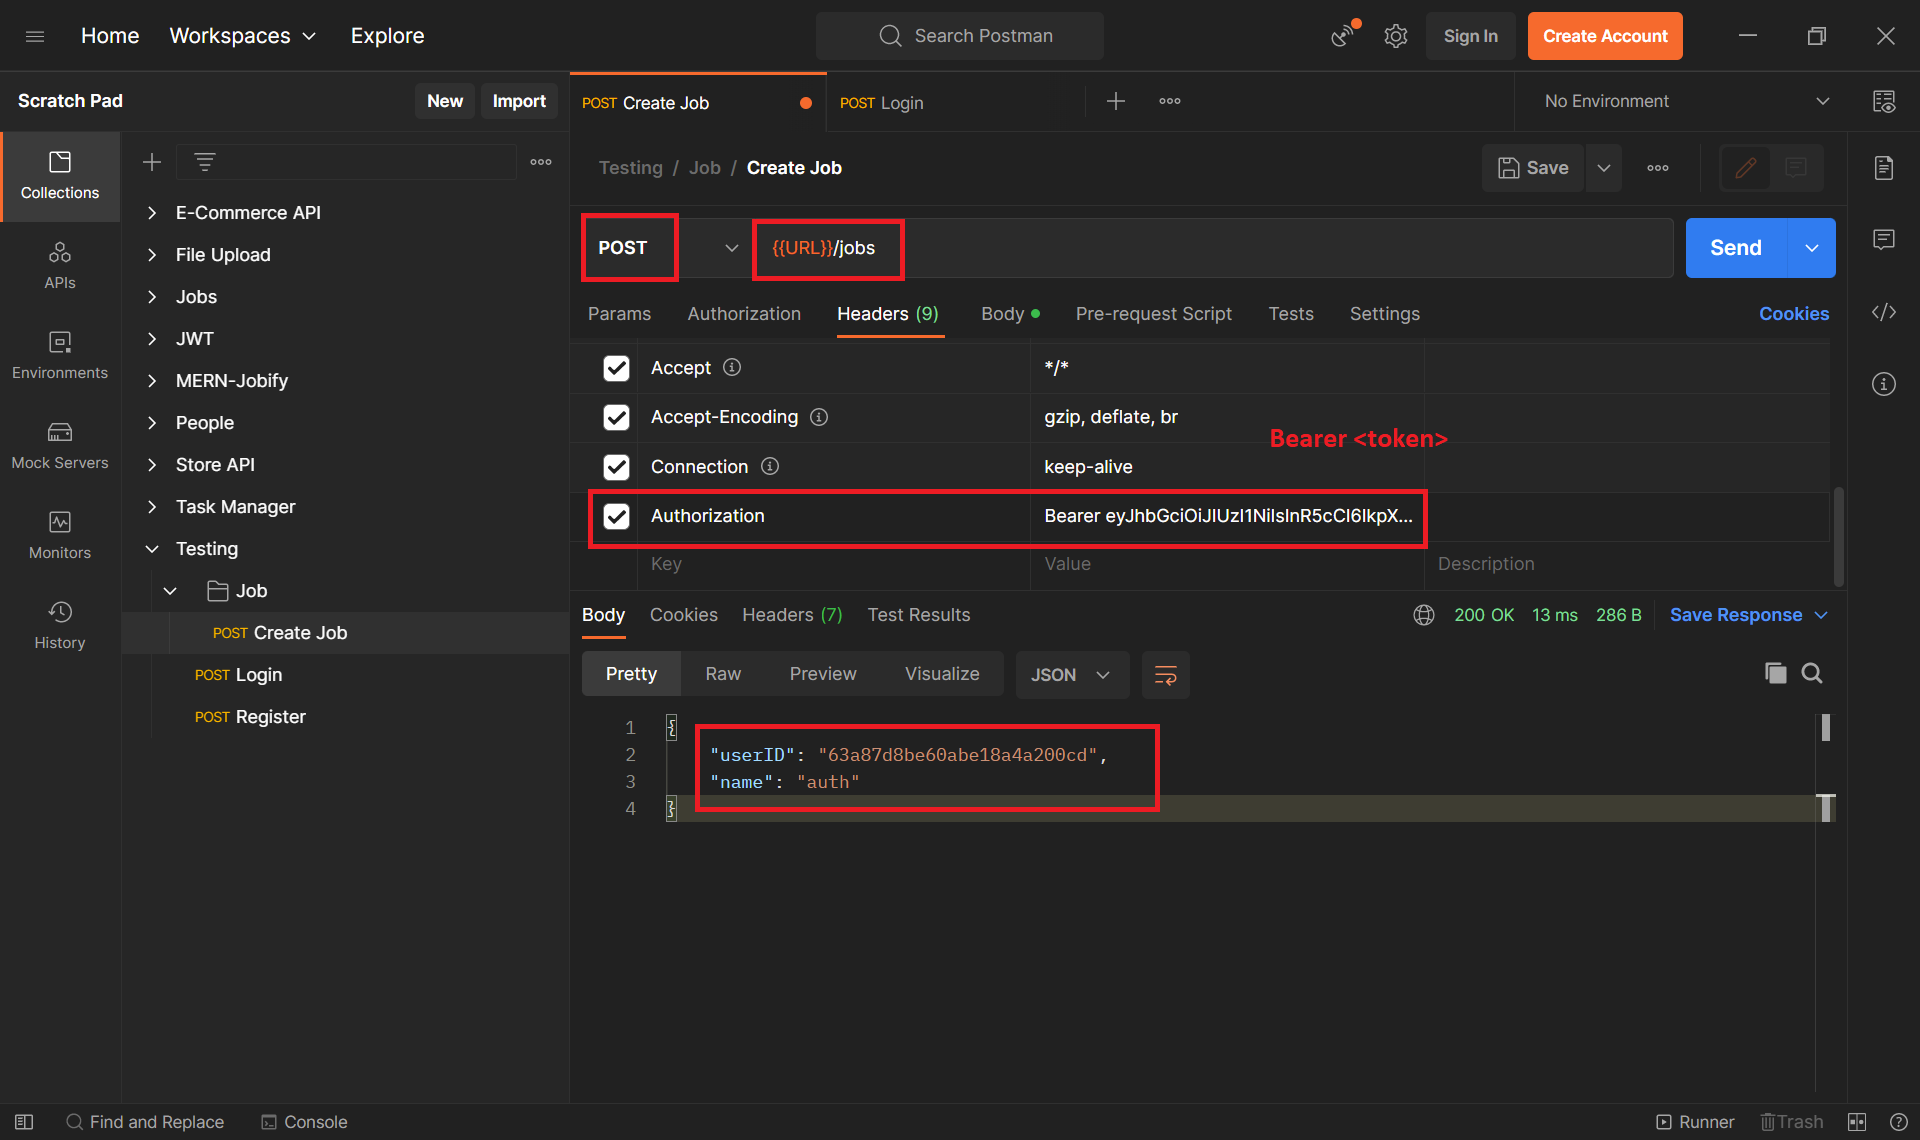 Home Workspaces Explore Search Postman Sign In Create Account
Scratch Pad New Import
POST Create Job POST Login No Environment
Collections
APIs
Environments
Mock Servers
Monitors
History
E-Commerce API
File Upload
Jobs
JWT
MERN-Jobify
People
Store API
Task Manager
Testing
Job
POST Create Job
POST Login
POST Register
Testing / Job / Create Job Save
POST {{URL}}/jobs Send
Params Authorization Headers (9) Body Pre-request Script Tests Settings Cookies
Accept */*
Accept-Encoding gzip, deflate, br
Bearer <token>
Connection keep-alive
Authorization Bearer eyJhbGciOiJIUzI1NiIsInR5cCI6IkpX...
Key Value Description
Body Cookies Headers (7) Test Results 200 OK 13 ms 286 B Save Response
Pretty Raw Preview Visualize JSON
1 {
2 "userID": "63a87d8be60abe18a4a200cd",
3 "name": "auth"
4 }
Find and Replace Console Runner Trash